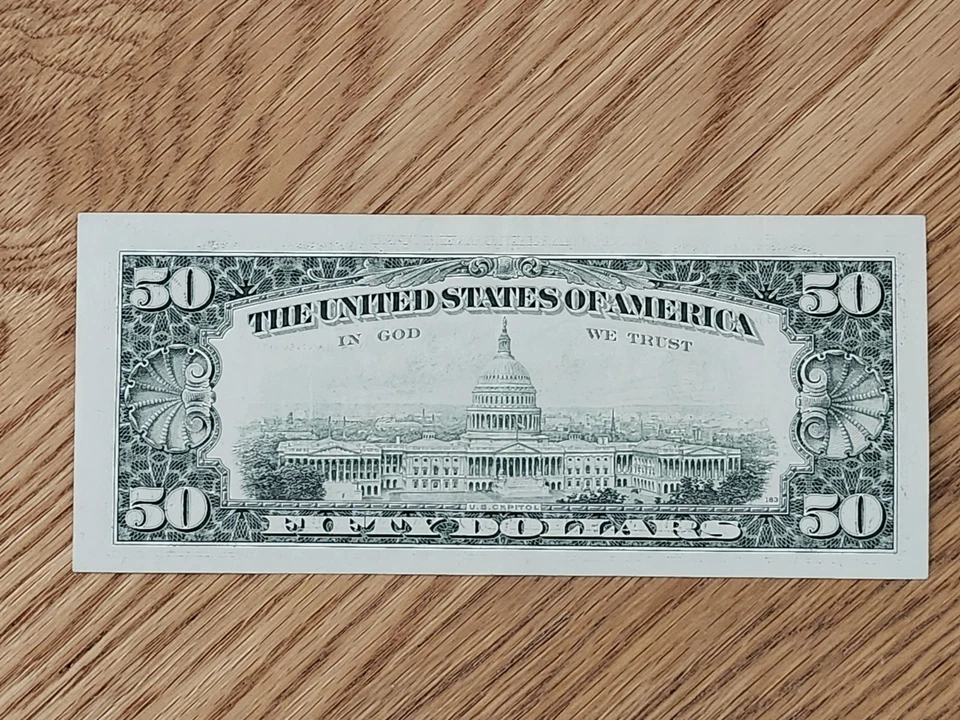 50 50
THE UNITED STATES OF AMERICA
IN GOD WE TRUST
183
U.S. CAPITOL
50 FIFTY DOLLARS 50